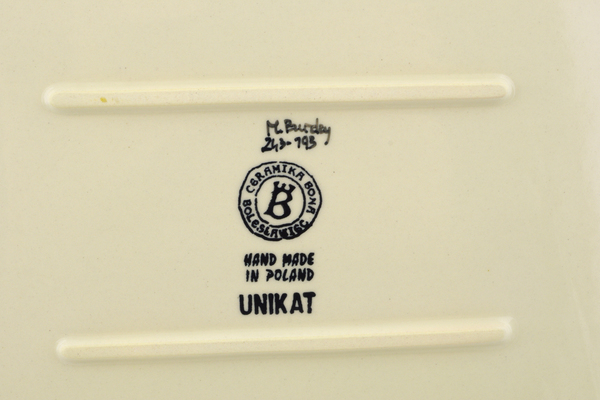 M.
CERAMIKA BONA
BOLESŁAWIEC
B
HAND MADE
IN POLAND
UNIKAT